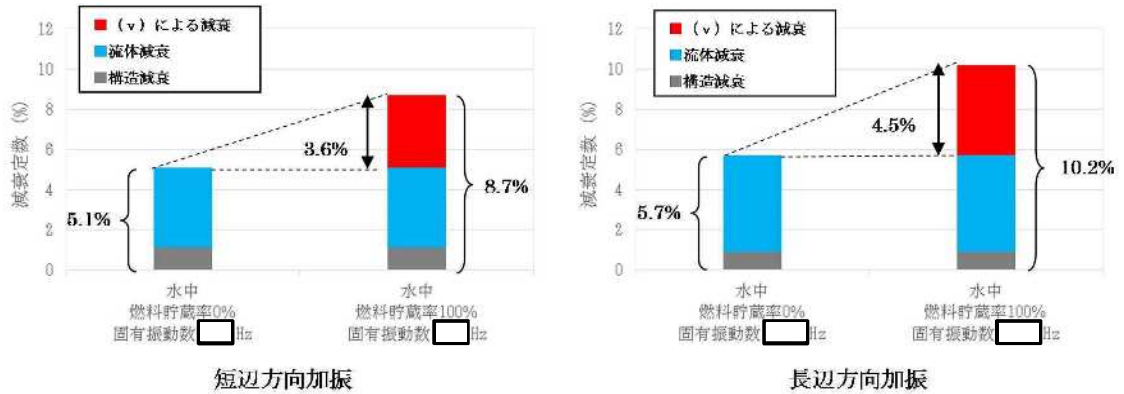 減衰定数 (%)
12
10
8
6
4
2
0
(v)による減衰
流体減衰
構造減衰
5.1%
3.6%
8.7%
水中
燃料貯蔵率0%
固有振動数 Hz
水中
燃料貯蔵率100%
固有振動数 Hz
短辺方向加振
減衰定数 (%)
12
10
8
6
4
2
0
(v)による減衰
流体減衰
構造減衰
5.7%
4.5%
10.2%
水中
燃料貯蔵率0%
固有振動数 Hz
水中
燃料貯蔵率100%
固有振動数 Hz
長辺方向加振